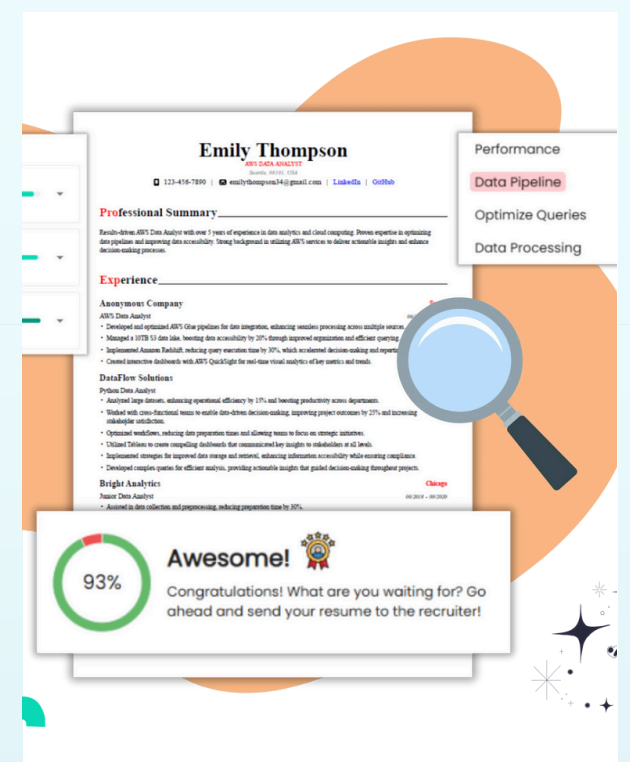 Emily Thompson
AWS DATA ANALYST
Seattle, 98101, USA
123-456-7890 | emilythompson34@gmail.com | LinkedIn | GitHub
Professional Summary
Results-driven AWS Data Analyst with over 5 years of experience in data analytics and cloud computing. Proven expertise in optimizing
data pipelines and improving data accessibility. Strong background in utilizing AWS services to deliver actionable insights and enhance
decision-making processes.
Experience
Anonymous Company
AWS Data Analyst
• Developed and optimized AWS Glue pipelines for data integration, enhancing seamless processing across multiple sources.
• Managed a 10TB S3 data lake, boosting data accessibility by 20% through improved organization and efficient querying.
• Implemented Amazon Redshift, reducing query execution time by 30%, which accelerated decision-making and
• Created interactive dashboards with AWS QuickSight for real-time visual analytics of key metrics and trends.
DataFlow Solutions
Python Data Analyst
• Analyzed large datasets, enhancing operational efficiency by 15% and boosting productivity across departments.
• Worked with cross-functional teams to enable data-driven decision-making, improving project outcomes by 25% and increasing
stakeholder satisfaction.
• Optimized workflows, reducing data preparation times and allowing teams to focus on strategic initiatives.
• Utilized Tableau to create compelling dashboards that communicated key insights to stakeholders at all levels.
• Implemented strategies for improved data storage and retrieval, enhancing information accessibility while ensuring compliance.
• Developed complex queries for efficient analysis, providing actionable insights that guided decision-making throughout projects.
Bright Analytics Chicago
Junior Data Analyst 06/2018 – 09/2020
• Assisted in data collection and preprocessing, reducing preparation time by 30%.
Performance
Data Pipeline
Optimize Queries
Data Processing
93%
Awesome!
Congratulations! What are you waiting for? Go
ahead and send your resume to the recruiter!